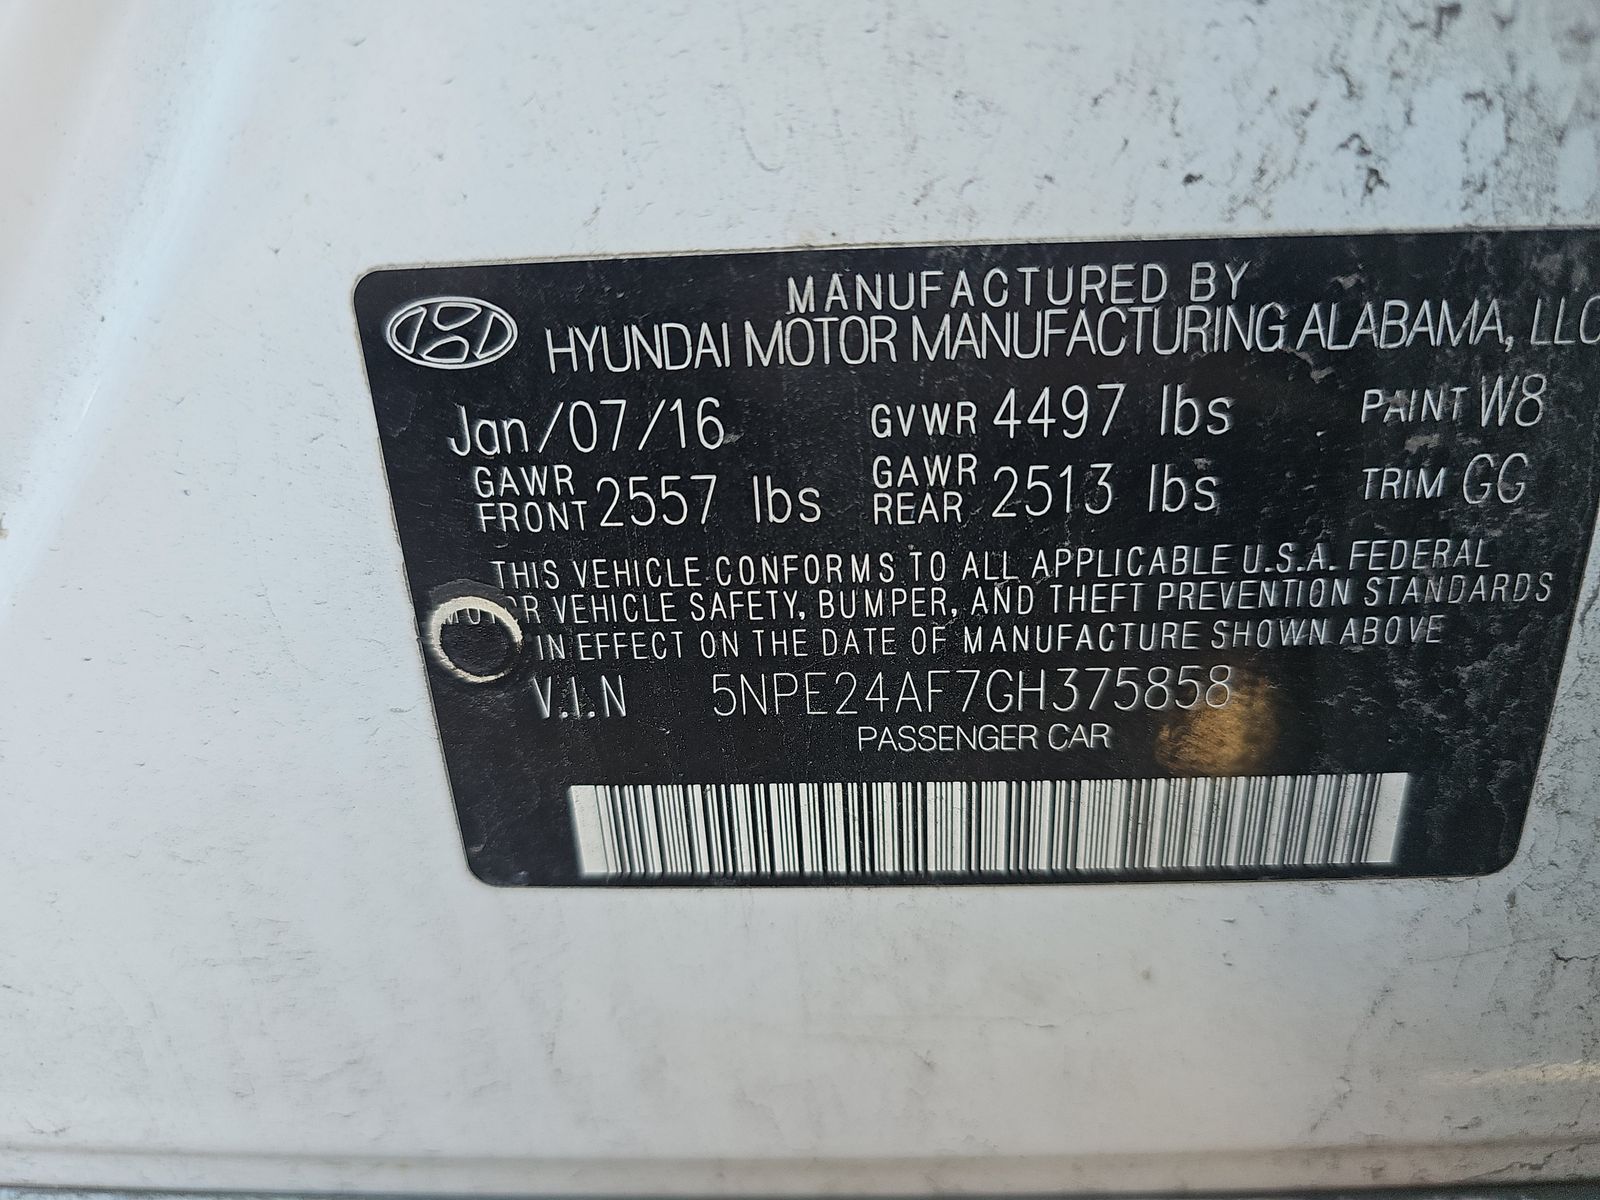 MANUFACTURED BY
HYUNDAI MOTOR MANUFACTURING ALABAMA, LLC
Jan/07/16 GVWR 4497 lbs PAINT W8
GAWR FRONT 2557 lbs GAWR REAR 2513 lbs TRIM GG
THIS VEHICLE CONFORMS TO ALL APPLICABLE U.S.A. FEDERAL
MOTOR VEHICLE SAFETY, BUMPER, AND THEFT PREVENTION STANDARDS
IN EFFECT ON THE DATE OF MANUFACTURE SHOWN ABOVE
V.I.N 5NPE24AF7GH375858
PASSENGER CAR